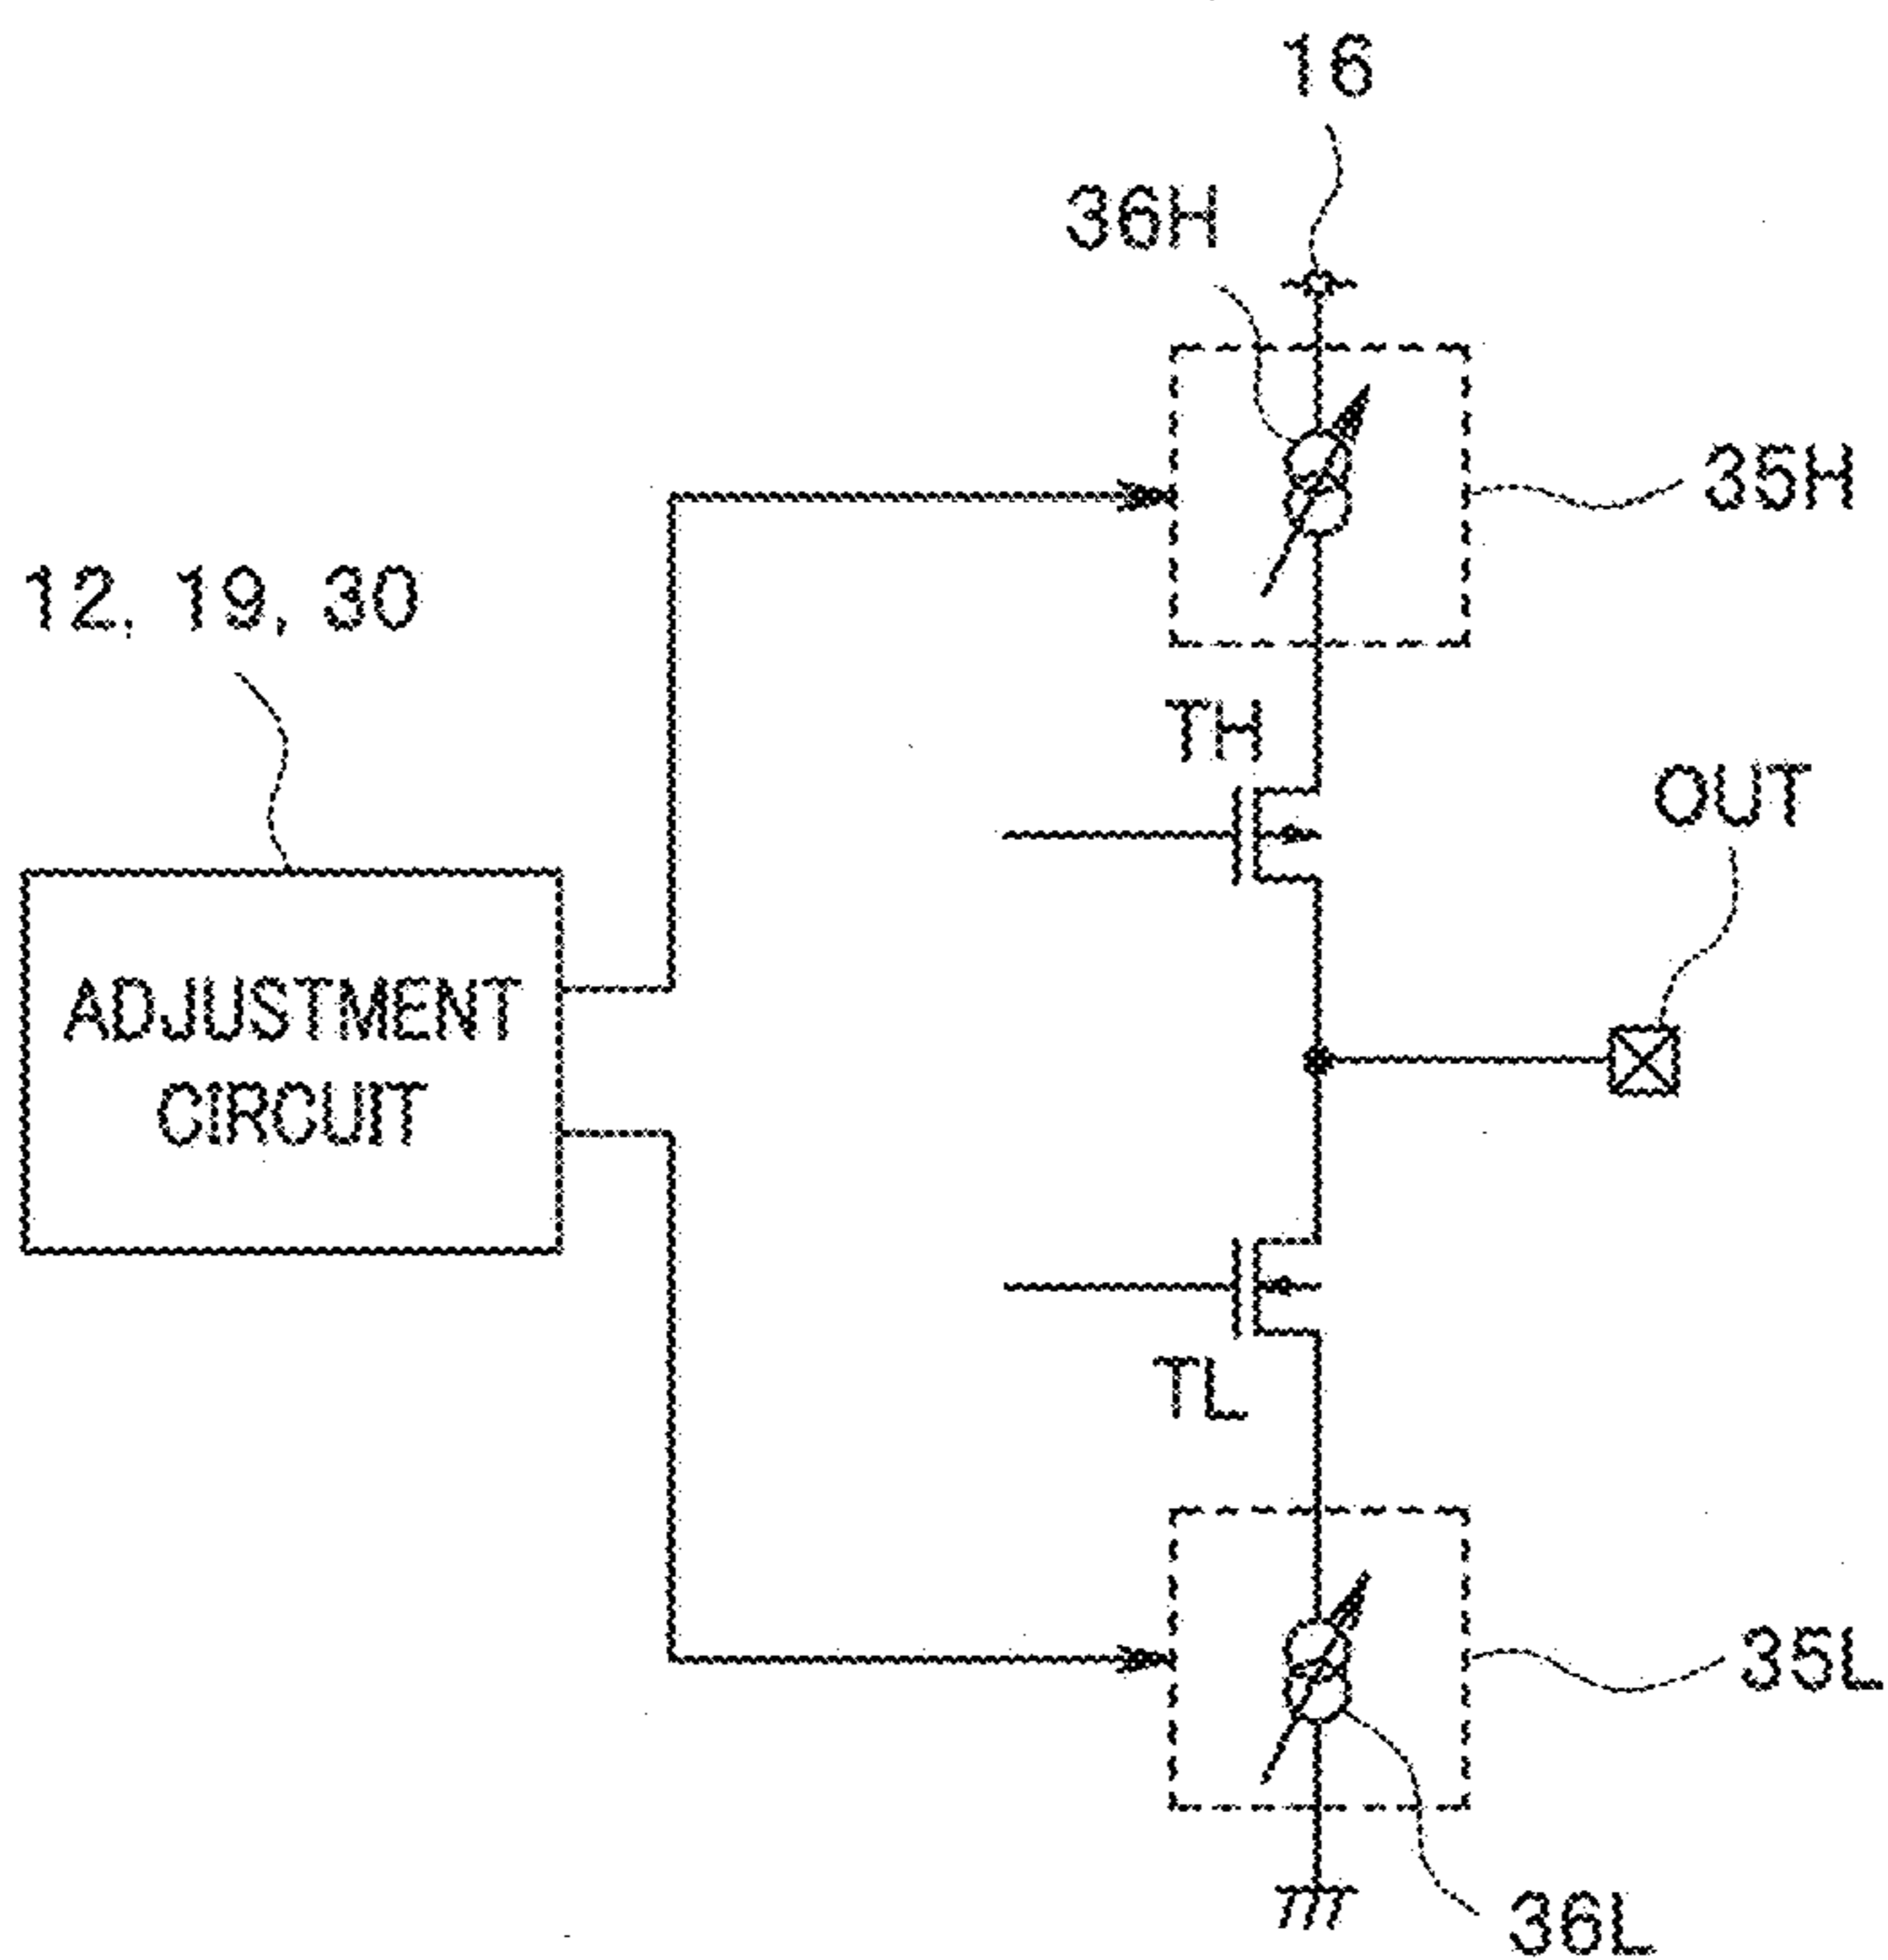 16
36H
35H
12, 19, 30
TH
OUT
ADJUSTMENT
CIRCUIT
TL
35L
36L